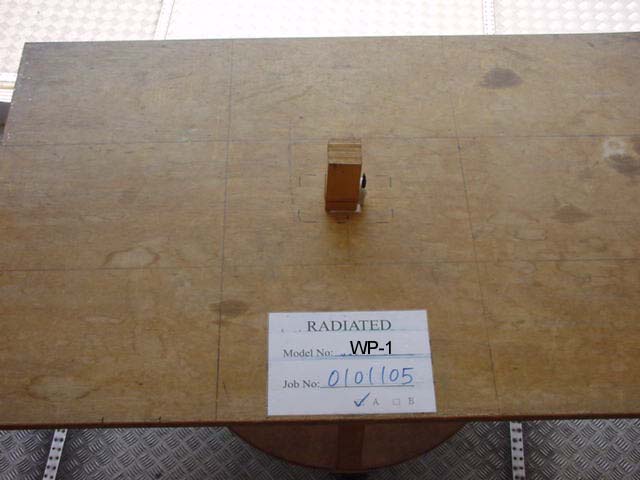 RADIATED
Model No: WP-1
Job No: 0101105
✓ A □ B